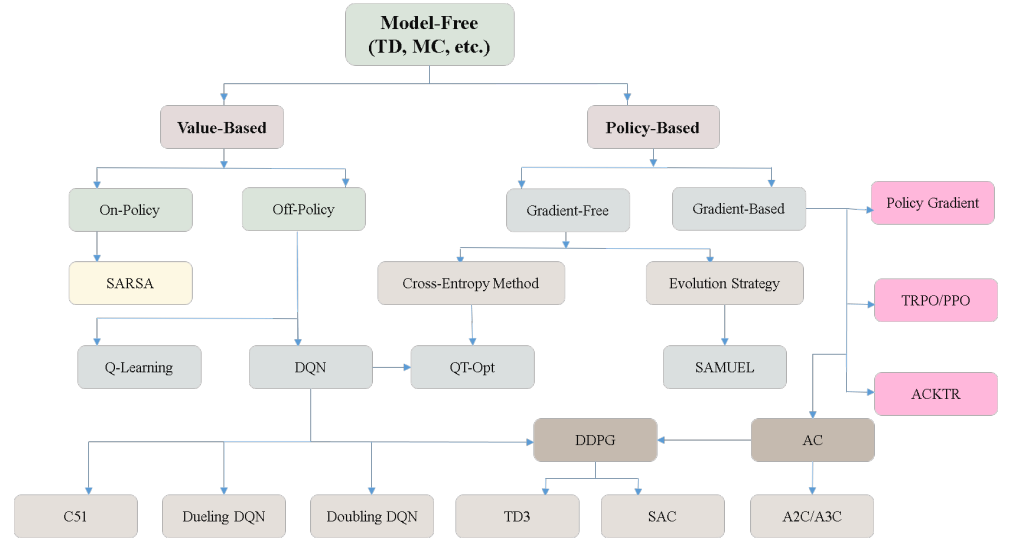 Model-Free
(TD, MC, etc.)
Value-Based
Policy-Based
On-Policy
Off-Policy
Gradient-Free
Gradient-Based
Policy Gradient
SARSA
Cross-Entropy Method
Evolution Strategy
TRPO/PPO
Q-Learning
DQN
QT-Opt
SAMUEL
ACKTR
DDPG
AC
C51
Dueling DQN
Doubling DQN
TD3
SAC
A2C/A3C